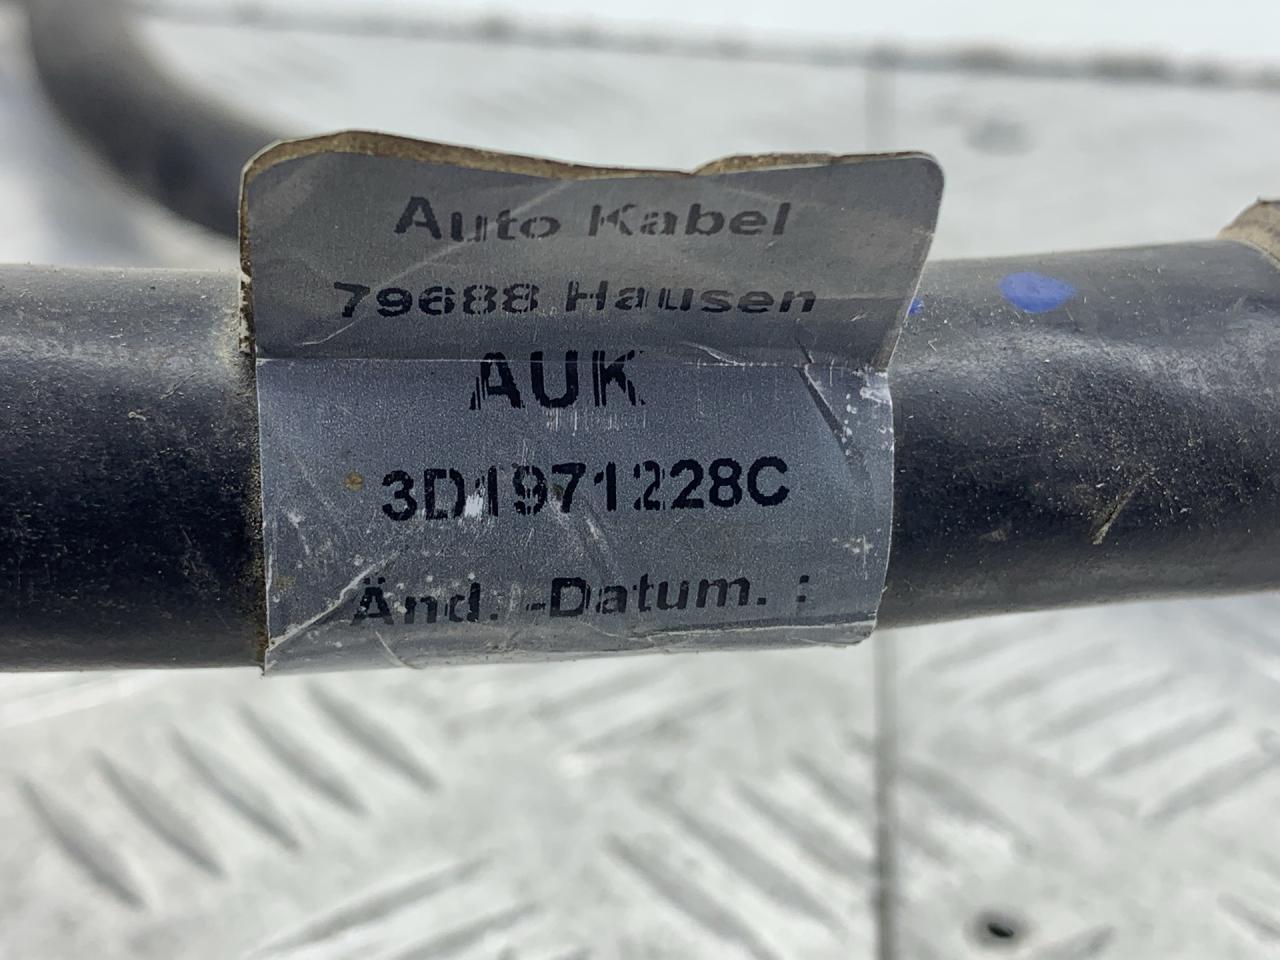 Auto Kabel
79688 Hausen
AUK
3D1971228C
Änd. -Datum. :